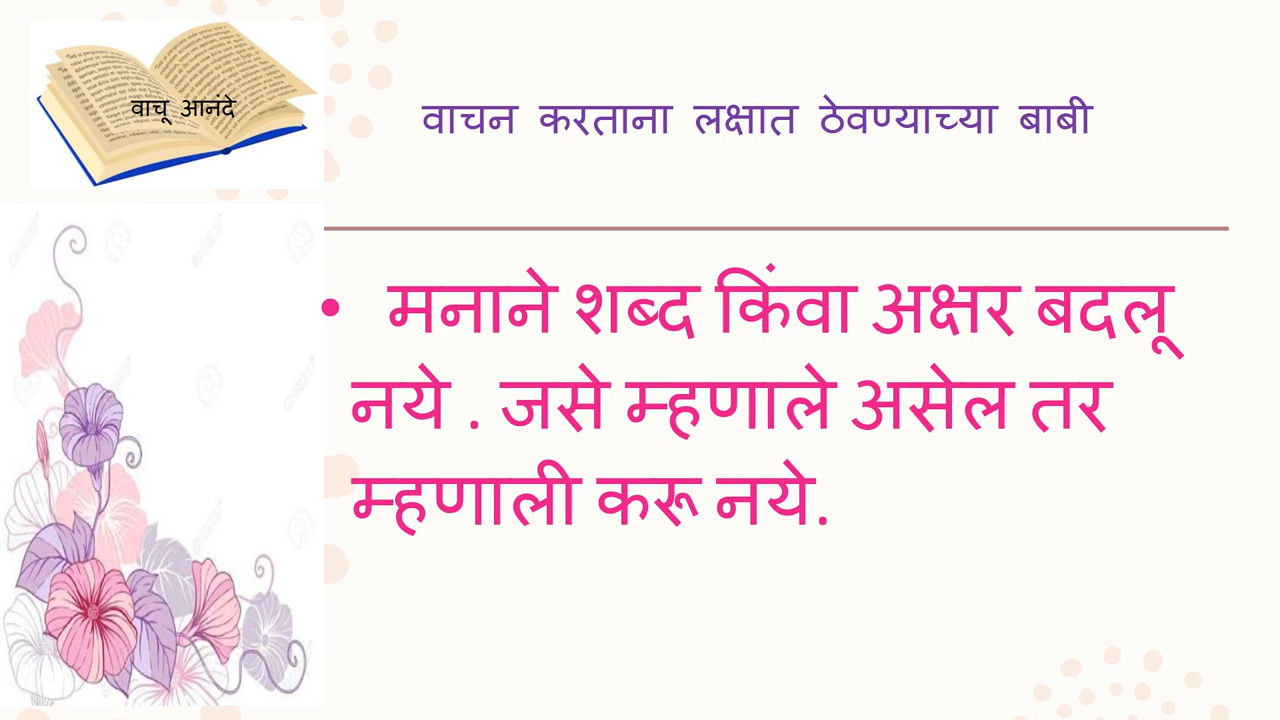 वाचू आनंदे
वाचन करताना लक्षात ठेवण्याच्या बाबी
• मनाने शब्द किंवा अक्षर बदलू
नये . जसे म्हणाले असेल तर
म्हणाली करू नये.